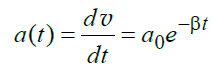 a(t) = dv/dt = a₀e^(−βt)